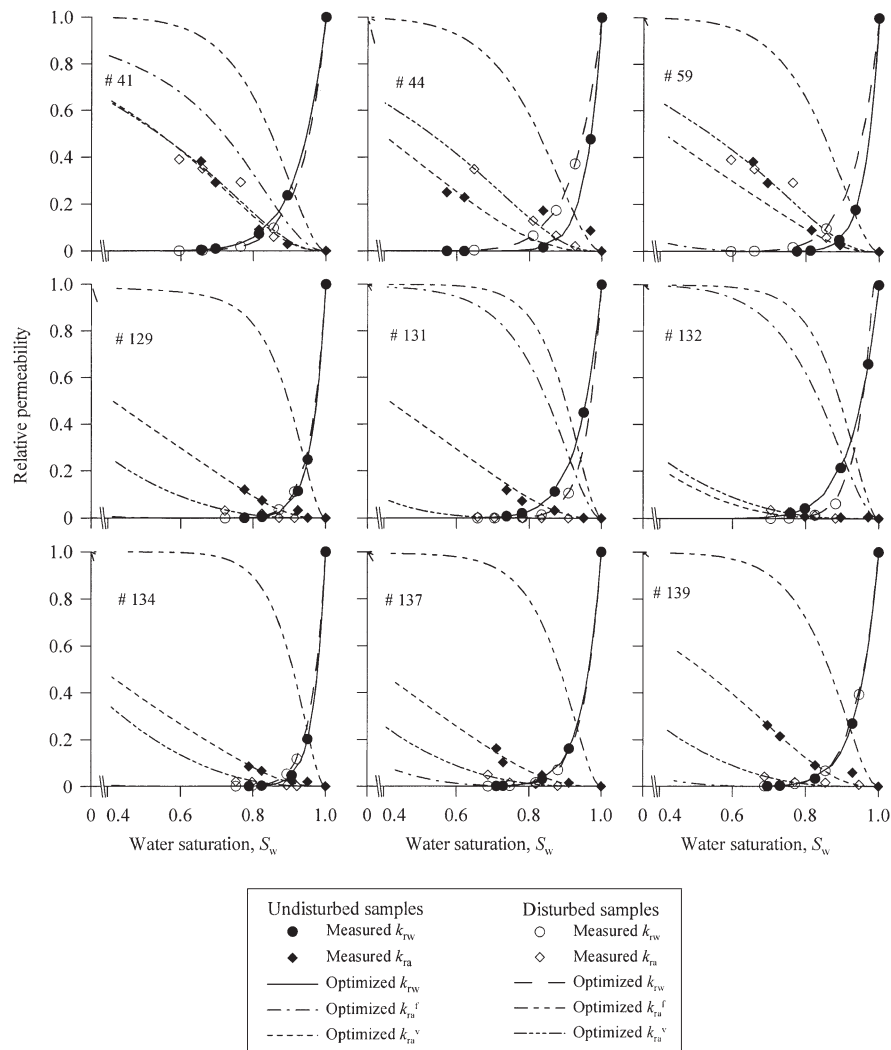 Relative permeability
1.0
0.8
0.6
0.4
0.2
0
# 41
# 44
# 59
1.0
0.8
0.6
0.4
0.2
0
# 129
# 131
# 132
1.0
0.8
0.6
0.4
0.2
0
# 134
# 137
# 139
0 0.4 0.6 0.8 1.0
0 0.4 0.6 0.8 1.0
0 0.4 0.6 0.8 1.0
Water saturation, Sw
Water saturation, Sw
Water saturation, Sw
Undisturbed samples
Measured krw
Measured kra
Optimized krw
Optimized kraf
Optimized krav
Disturbed samples
Measured krw
Measured kra
Optimized krw
Optimized kraf
Optimized krav